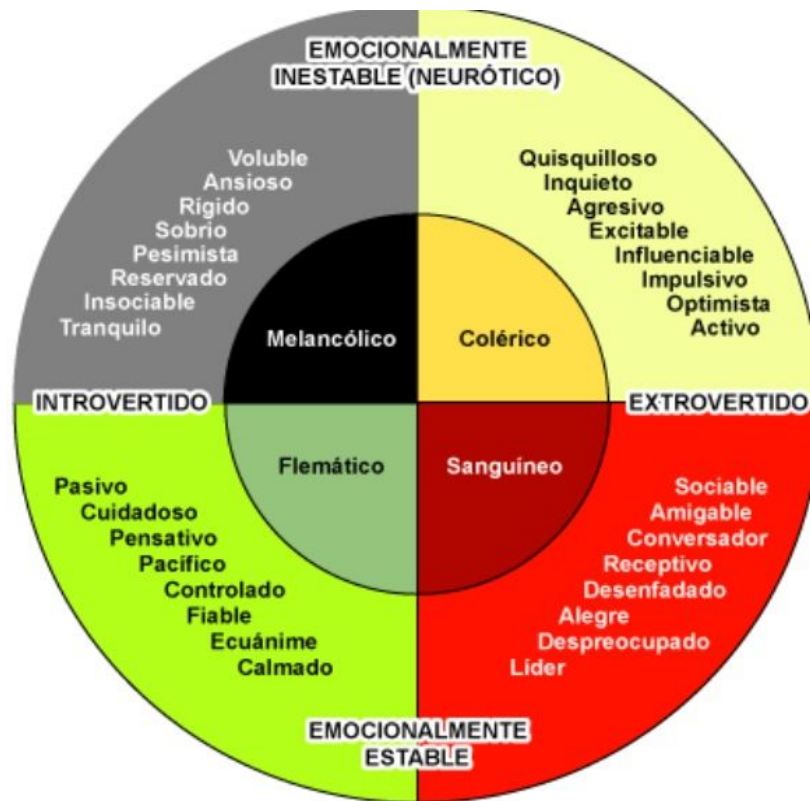 EMOCIONALMENTE
INESTABLE (NEURÓTICO)
Voluble
Ansioso
Rígido
Sobrio
Pesimista
Reservado
Insociable
Tranquilo
Quisquilloso
Inquieto
Agresivo
Excitable
Influenciable
Impulsivo
Optimista
Activo
Melancólico
Colérico
INTROVERTIDO
EXTROVERTIDO
Flemático
Sanguíneo
Pasivo
Cuidadoso
Pensativo
Pacífico
Controlado
Fiable
Ecuánime
Calmado
Sociable
Amigable
Conversador
Receptivo
Desenfadado
Alegre
Despreocupado
Líder
EMOCIONALMENTE
ESTABLE